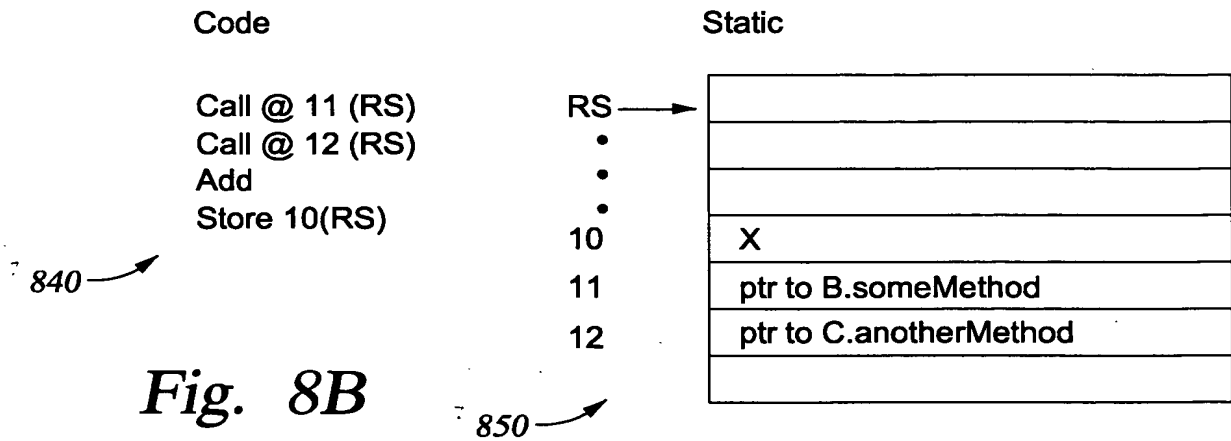 Code
Static
Call @ 11 (RS)
Call @ 12 (RS)
Add
Store 10(RS)
840
RS
10
11
12
X
ptr to B.someMethod
ptr to C.anotherMethod
850
Fig. 8B